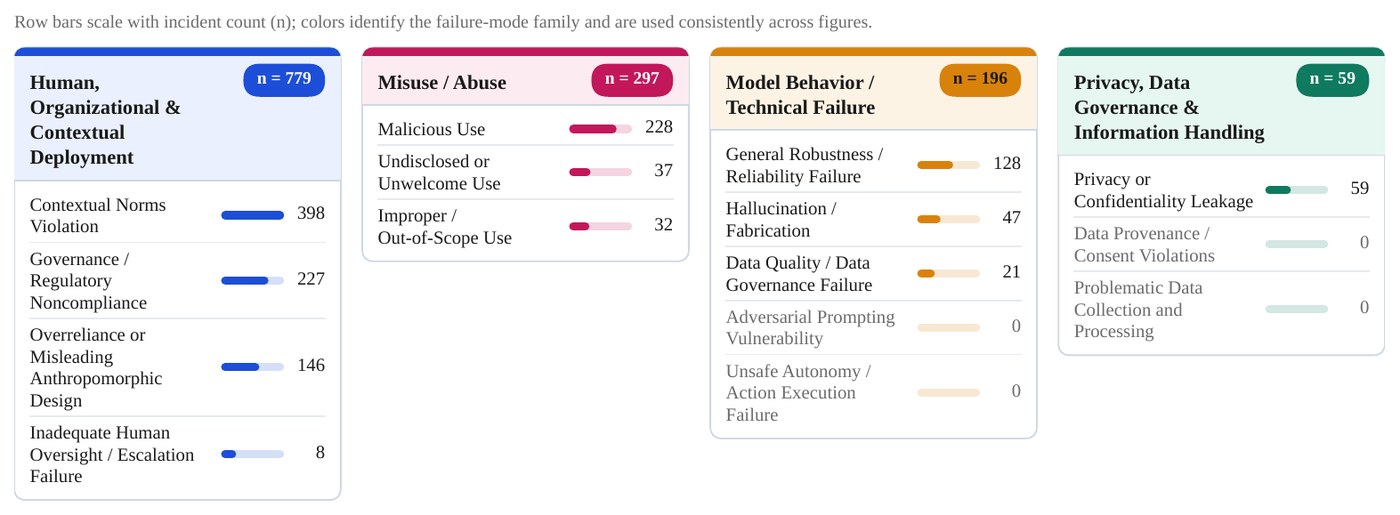 Row bars scale with incident count (n); colors identify the failure-mode family and are used consistently across figures.
Human,
Organizational &
Contextual
Deployment
n = 779
Contextual Norms
Violation
398
Governance /
Regulatory
Noncompliance
227
Overreliance or
Misleading
Anthropomorphic
Design
146
Inadequate Human
Oversight / Escalation
Failure
8
Misuse / Abuse
n = 297
Malicious Use
228
Undisclosed or
Unwelcome Use
37
Improper /
Out-of-Scope Use
32
Model Behavior /
Technical Failure
n = 196
General Robustness /
Reliability Failure
128
Hallucination /
Fabrication
47
Data Quality / Data
Governance Failure
21
Adversarial Prompting
Vulnerability
0
Unsafe Autonomy /
Action Execution
Failure
0
Privacy, Data
Governance &
Information Handling
n = 59
Privacy or
Confidentiality Leakage
59
Data Provenance /
Consent Violations
0
Problematic Data
Collection and
Processing
0